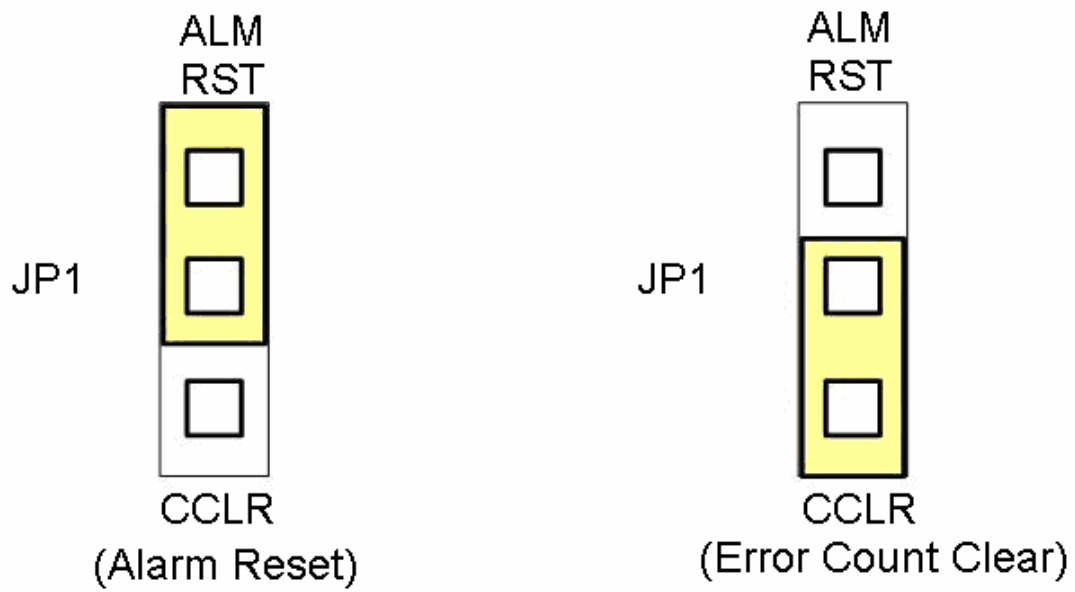 ALM
RST
JP1
CCLR
(Alarm Reset)
ALM
RST
JP1
CCLR
(Error Count Clear)